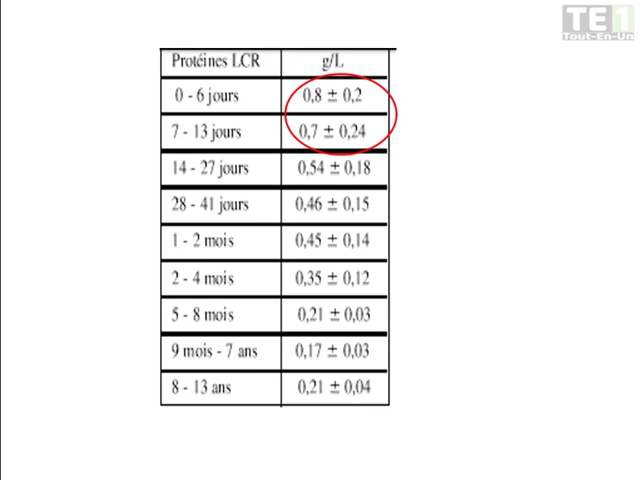 TE1
Tout-En-Un
Protéines LCR g/L
0 - 6 jours 0,8 ± 0,2
7 - 13 jours 0,7 ± 0,24
14 - 27 jours 0,54 ± 0,18
28 - 41 jours 0,46 ± 0,15
1 - 2 mois 0,45 ± 0,14
2 - 4 mois 0,35 ± 0,12
5 - 8 mois 0,21 ± 0,03
9 mois - 7 ans 0,17 ± 0,03
8 - 13 ans 0,21 ± 0,04